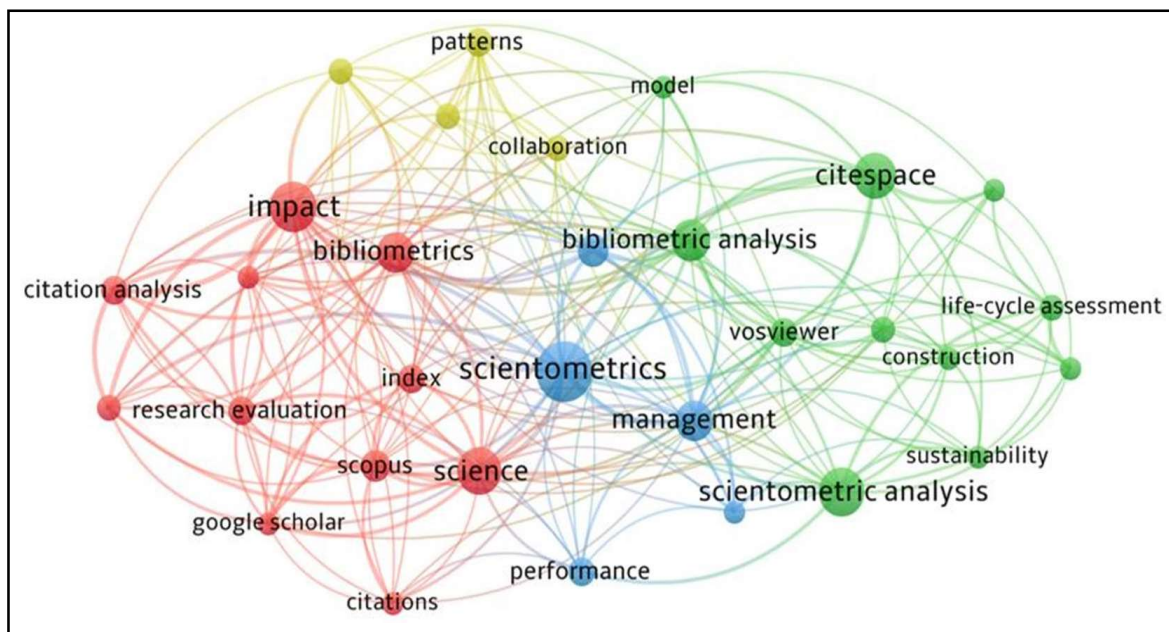 patterns
model
collaboration
citespace
impact
bibliometric analysis
bibliometrics
citation analysis
life-cycle assessment
vosviewer
construction
scientometrics
index
research evaluation
management
sustainability
scopus
science
scientometric analysis
google scholar
performance
citations